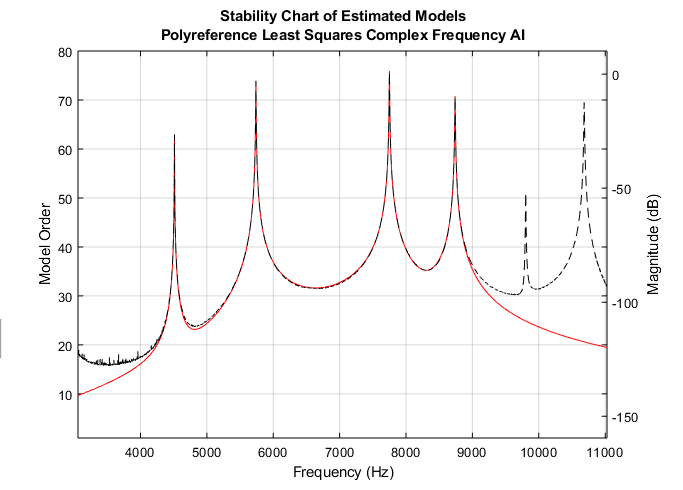 Stability Chart of Estimated Models
Polyreference Least Squares Complex Frequency AI
80
70
60
50
40
30
20
10
Model Order
0
-50
-100
-150
Magnitude (dB)
4000 5000 6000 7000 8000 9000 10000 11000
Frequency (Hz)